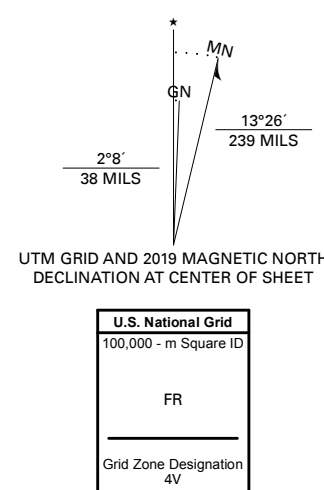 ★
MN
GN
13°26´
239 MILS
2°8´
38 MILS
UTM GRID AND 2019 MAGNETIC NORTH
DECLINATION AT CENTER OF SHEET
U.S. National Grid
100,000 - m Square ID
FR
Grid Zone Designation
4V